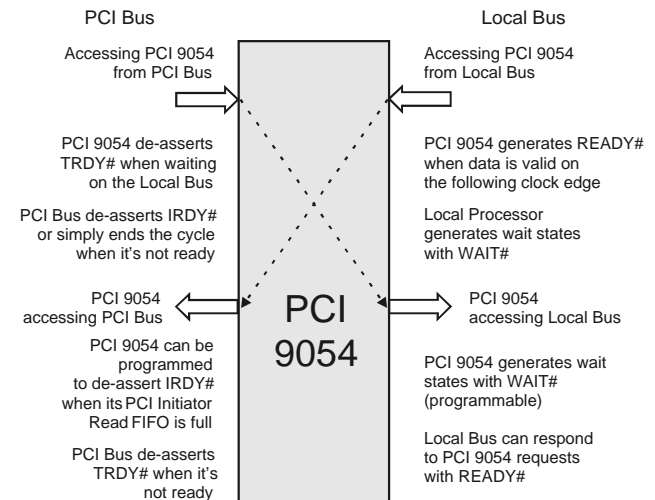 PCI Bus
Accessing PCI 9054
from PCI Bus
PCI 9054 de-asserts
TRDY# when waiting
on the Local Bus
PCI Bus de-asserts IRDY#
or simply ends the cycle
when it's not ready
PCI 9054
accessing PCI Bus
PCI 9054 can be
programmed
to de-assert IRDY#
when its PCI Initiator
Read FIFO is full
PCI Bus de-asserts
TRDY# when it's
not ready
PCI
9054
Local Bus
Accessing PCI 9054
from Local Bus
PCI 9054 generates READY#
when data is valid on
the following clock edge
Local Processor
generates wait states
with WAIT#
PCI 9054
accessing Local Bus
PCI 9054 generates wait
states with WAIT#
(programmable)
Local Bus can respond
to PCI 9054 requests
with READY#